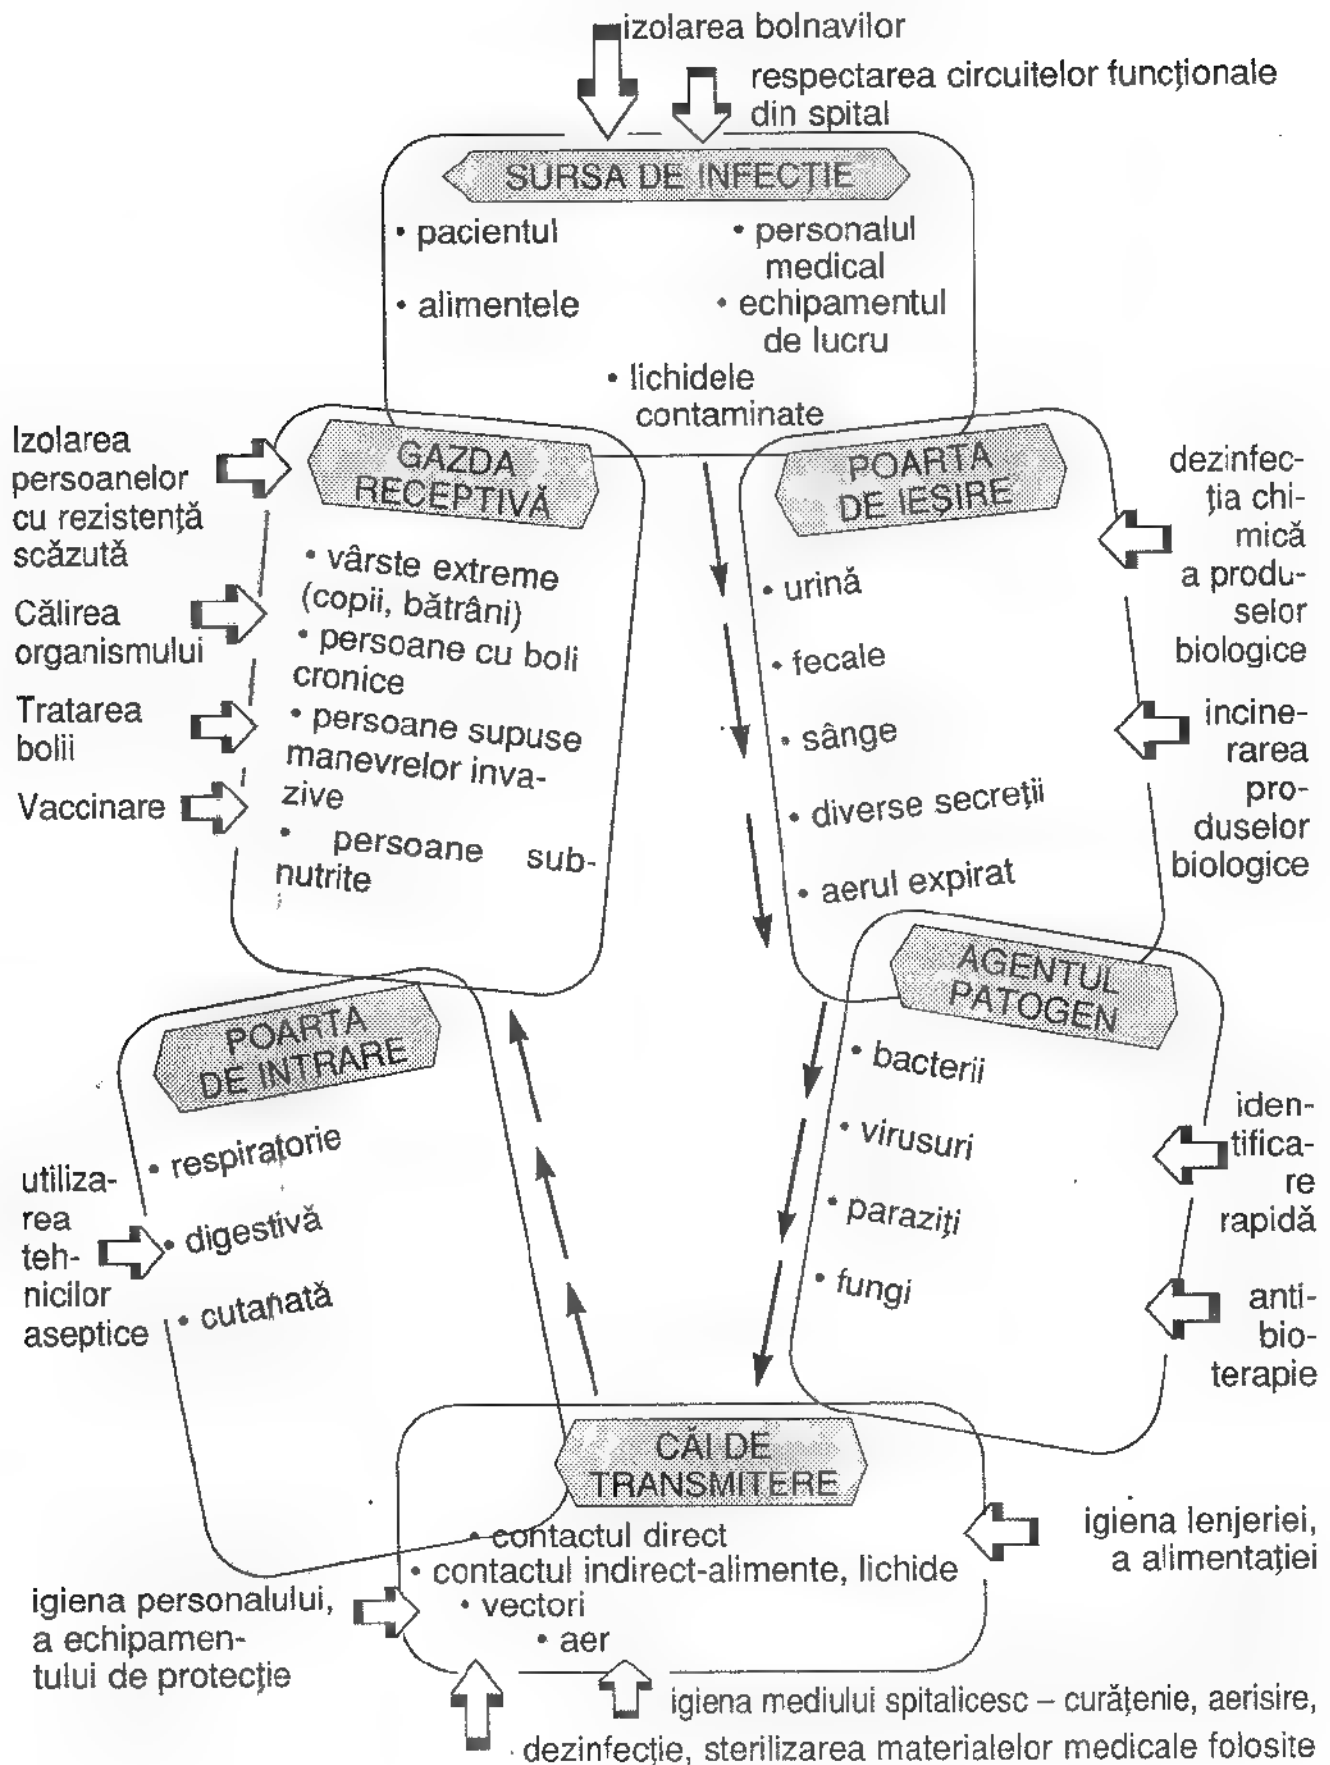 izolarea bolnavilor
respectarea circuitelor funcționale
din spital
SURSA DE INFECȚIE
• pacientul
• personalul
medical
• alimentele
• echipamentul
de lucru
• lichidele
contaminate
Izolarea
persoanelor
cu rezistență
scăzută
Călirea
organismului
Tratarea
bolii
Vaccinare
GAZDA
RECEPTIVĂ
• vârste extreme
(copii, bătrâni)
• persoane cu boli
cronice
• persoane supuse
manevrelor inva-
zive
• persoane sub-
nutrite
POARTA
DE IEȘIRE
• urină
• fecale
• sânge
• diverse secreții
• aerul expirat
dezinfec-
ția chi-
mică
a produ-
selor
biologice
incine-
rarea
pro-
duselor
biologice
POARTA
DE INTRARE
• respiratorie
• digestivă
• cutanată
utiliza-
rea
teh-
nicilor
aseptice
AGENTUL
PATOGEN
• bacterii
• virusuri
• paraziți
• fungi
iden-
tifica-
re
rapidă
anti-
bio-
terapie
CĂI DE
TRANSMITERE
• contactul direct
• contactul indirect-alimente, lichide
• vectori
• aer
igiena lenjeriei,
a alimentației
igiena personalului,
a echipamen-
tului de protecție
igiena mediului spitalicesc – curățenie, aerisire,
dezinfecție, sterilizarea materialelor medicale folosite